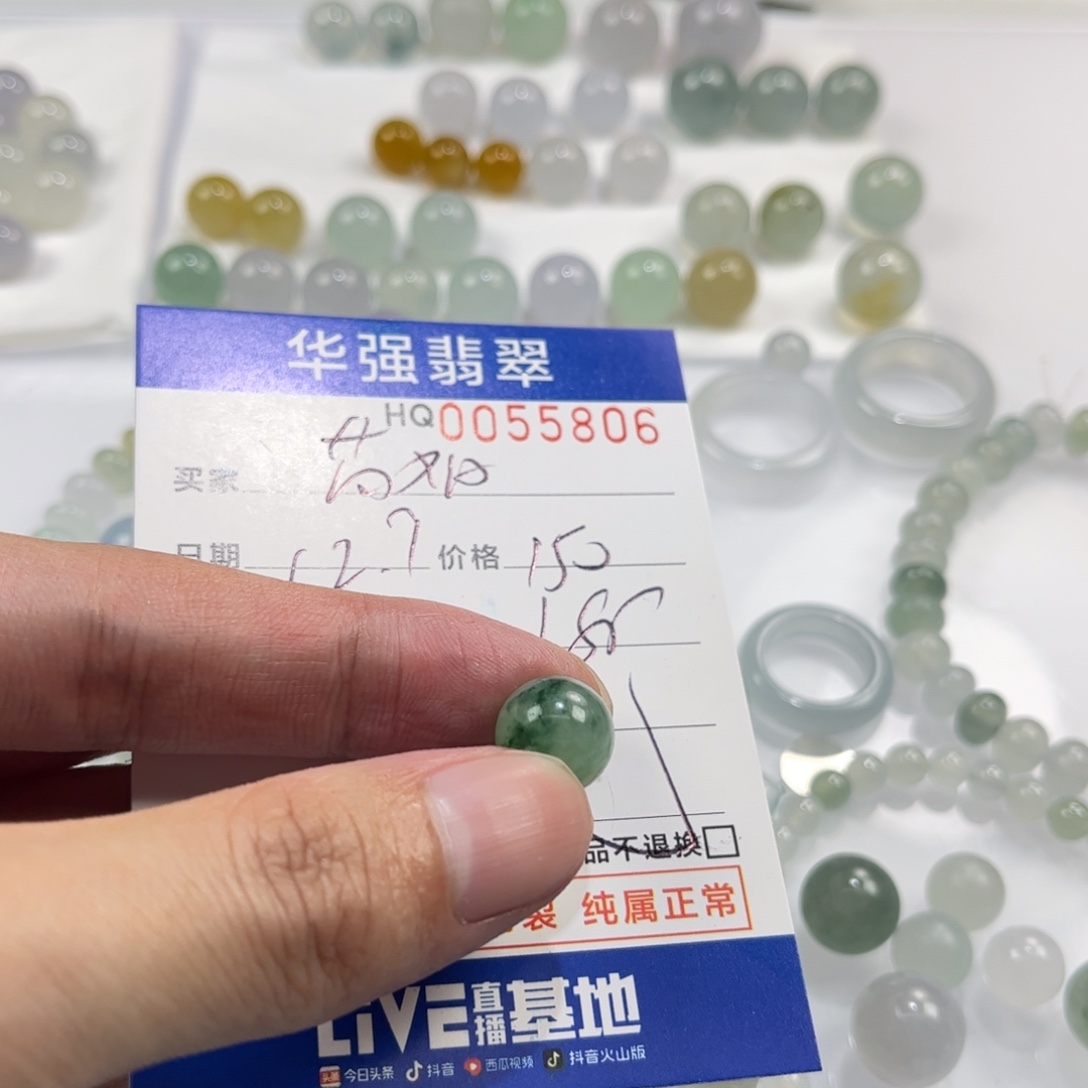 华强翡翠
HQ0055806
买家
日期 12.7 价格 150
品不退换
裂 纯属正常
LIVE直播基地
今日头条 抖音 西瓜视频 抖音火山版